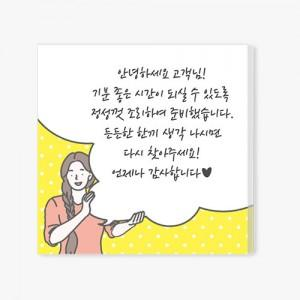 안녕하세요 고객님!
기분 좋은 시간이 되실 수 있도록
정성껏 조리하여 준비했습니다.
든든한 한끼 생각 나시면
다시 찾아주세요!
언제나 감사합니다♥